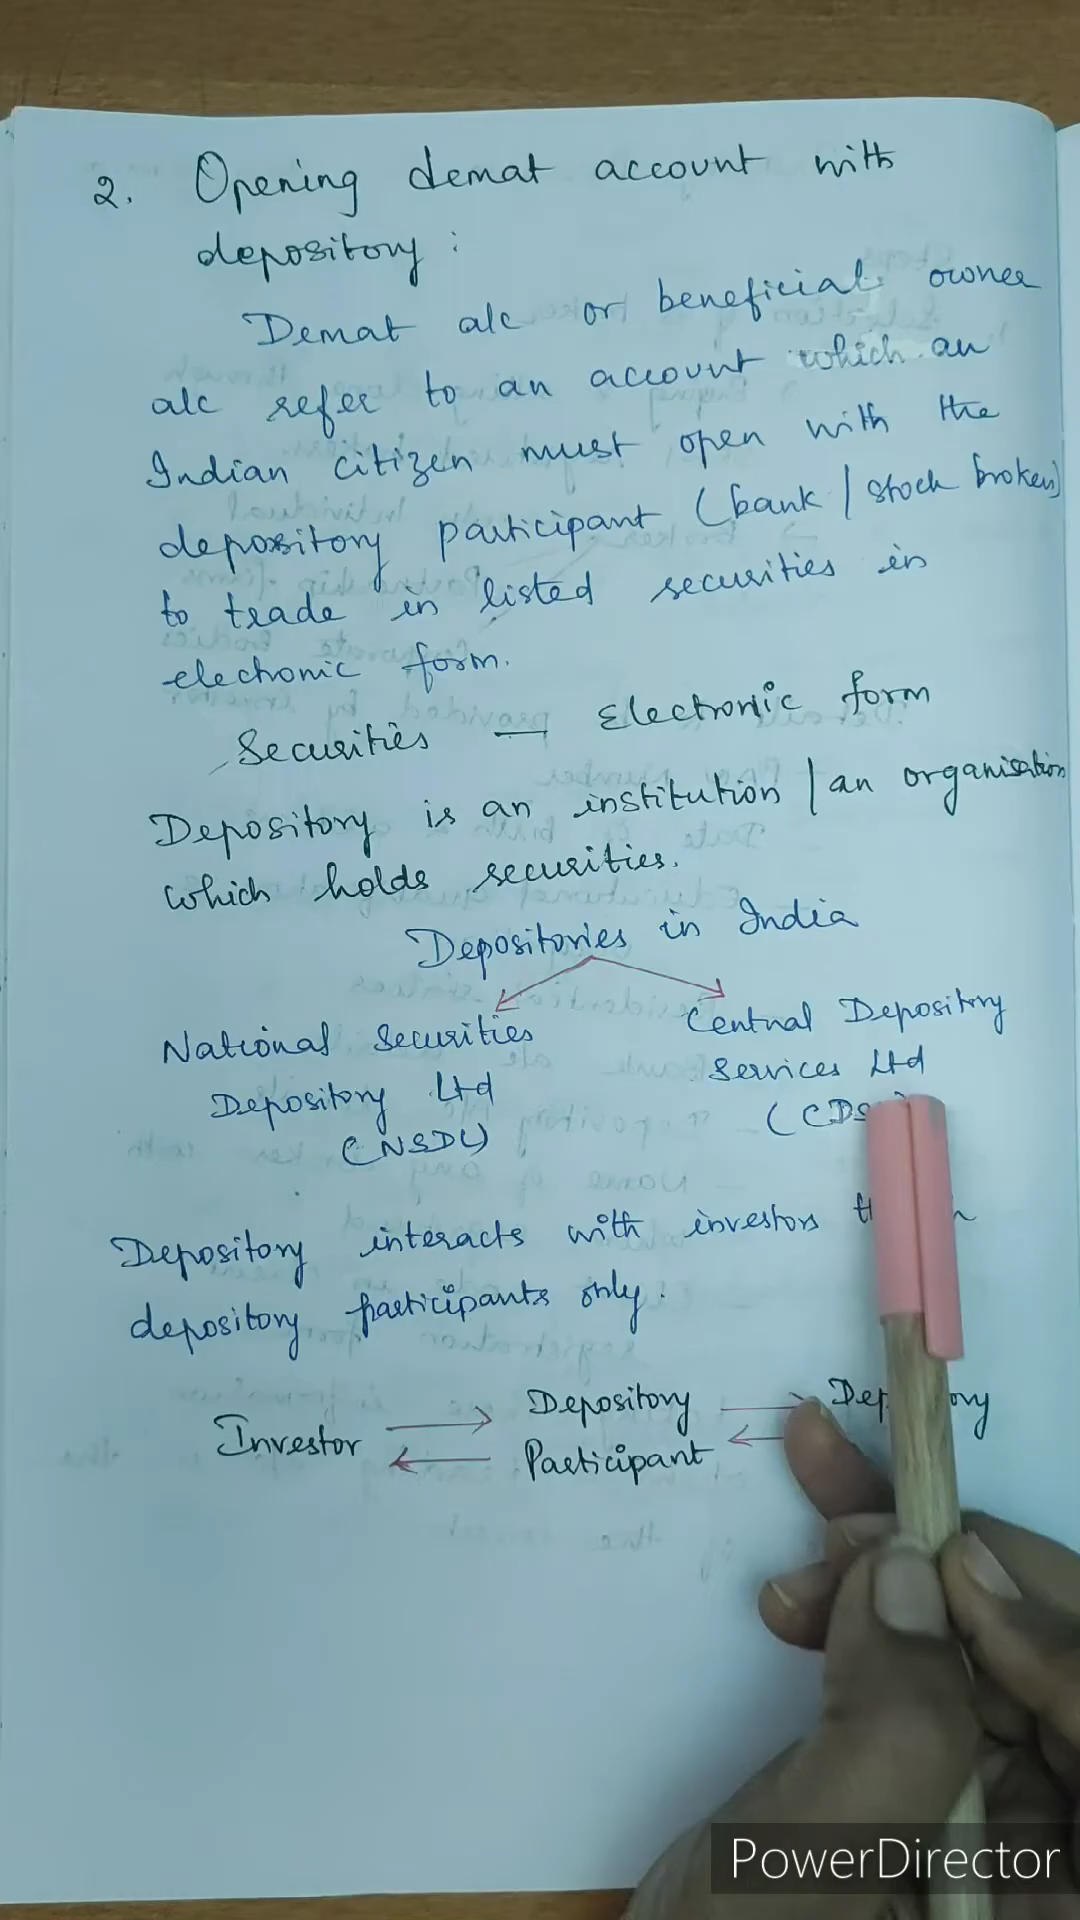 2. Opening demat account with
depository :
Demat a/c or beneficial owner
a/c refer to an account which an
Indian citizen must open with the
depository participant (bank / stock broker)
to trade in listed securities in
electronic form.
Securities — Electronic form
Depository is an institution / an organisation
which holds securities.
Depositories in India
National Securities
Depository Ltd
(NSDL)
Central Depository
Services Ltd
(CDS
Depository interacts with investors
depository participants only.
Investor
Depository
Participant
PowerDirector